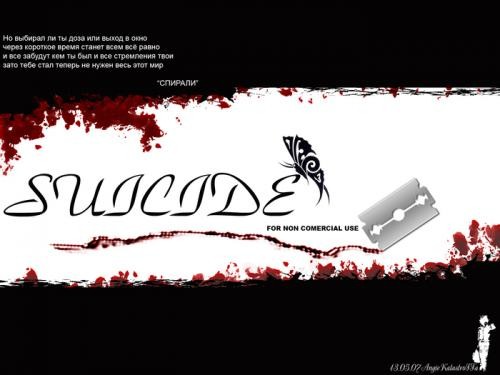 Но выбирал ли ты доза или выход в окно
через короткое время станет всем всё равно
и все забудут кем ты был и все стремления твои
зато тебе стал теперь не нужен весь этот мир
"СПИРАЛИ"
SUICIDE
FOR NON COMERCIAL USE
13.05.07 Angie KatastroFFa